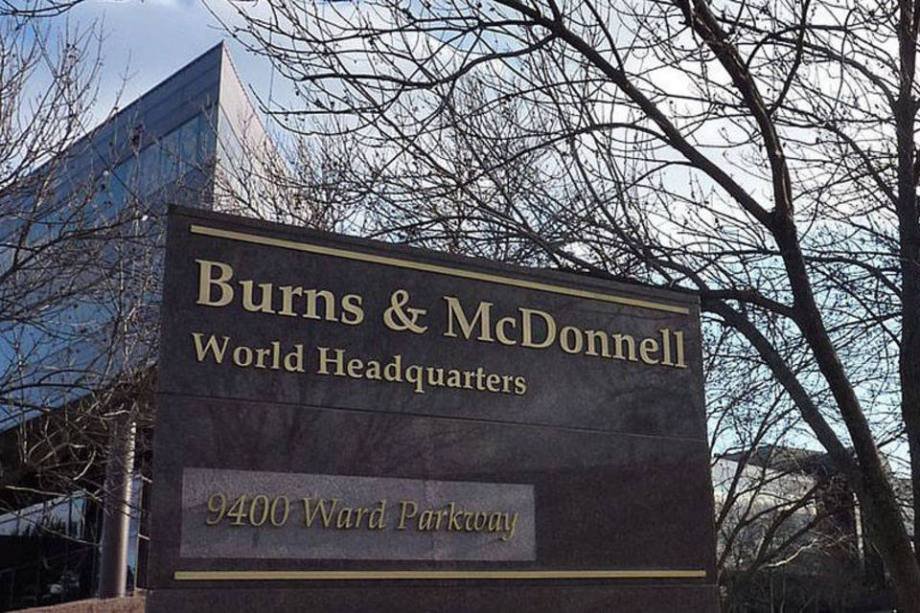 Burns & McDonnell
World Headquarters
9400 Ward Parkway